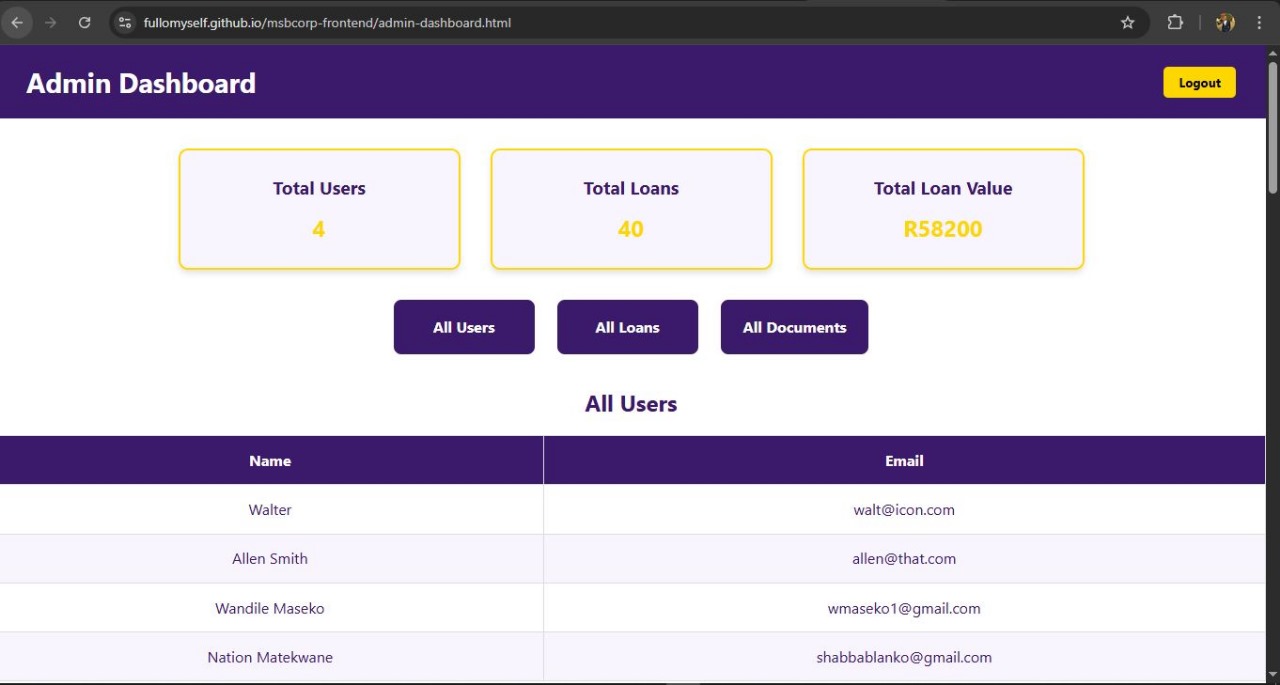 fullomyself.github.io/msbcorp-frontend/admin-dashboard.html
Admin Dashboard
Logout
Total Users
4
Total Loans
40
Total Loan Value
R58200
All Users
All Loans
All Documents
All Users
Name Email
Walter walt@icon.com
Allen Smith allen@that.com
Wandile Maseko wmaseko1@gmail.com
Nation Matekwane shabbablanko@gmail.com